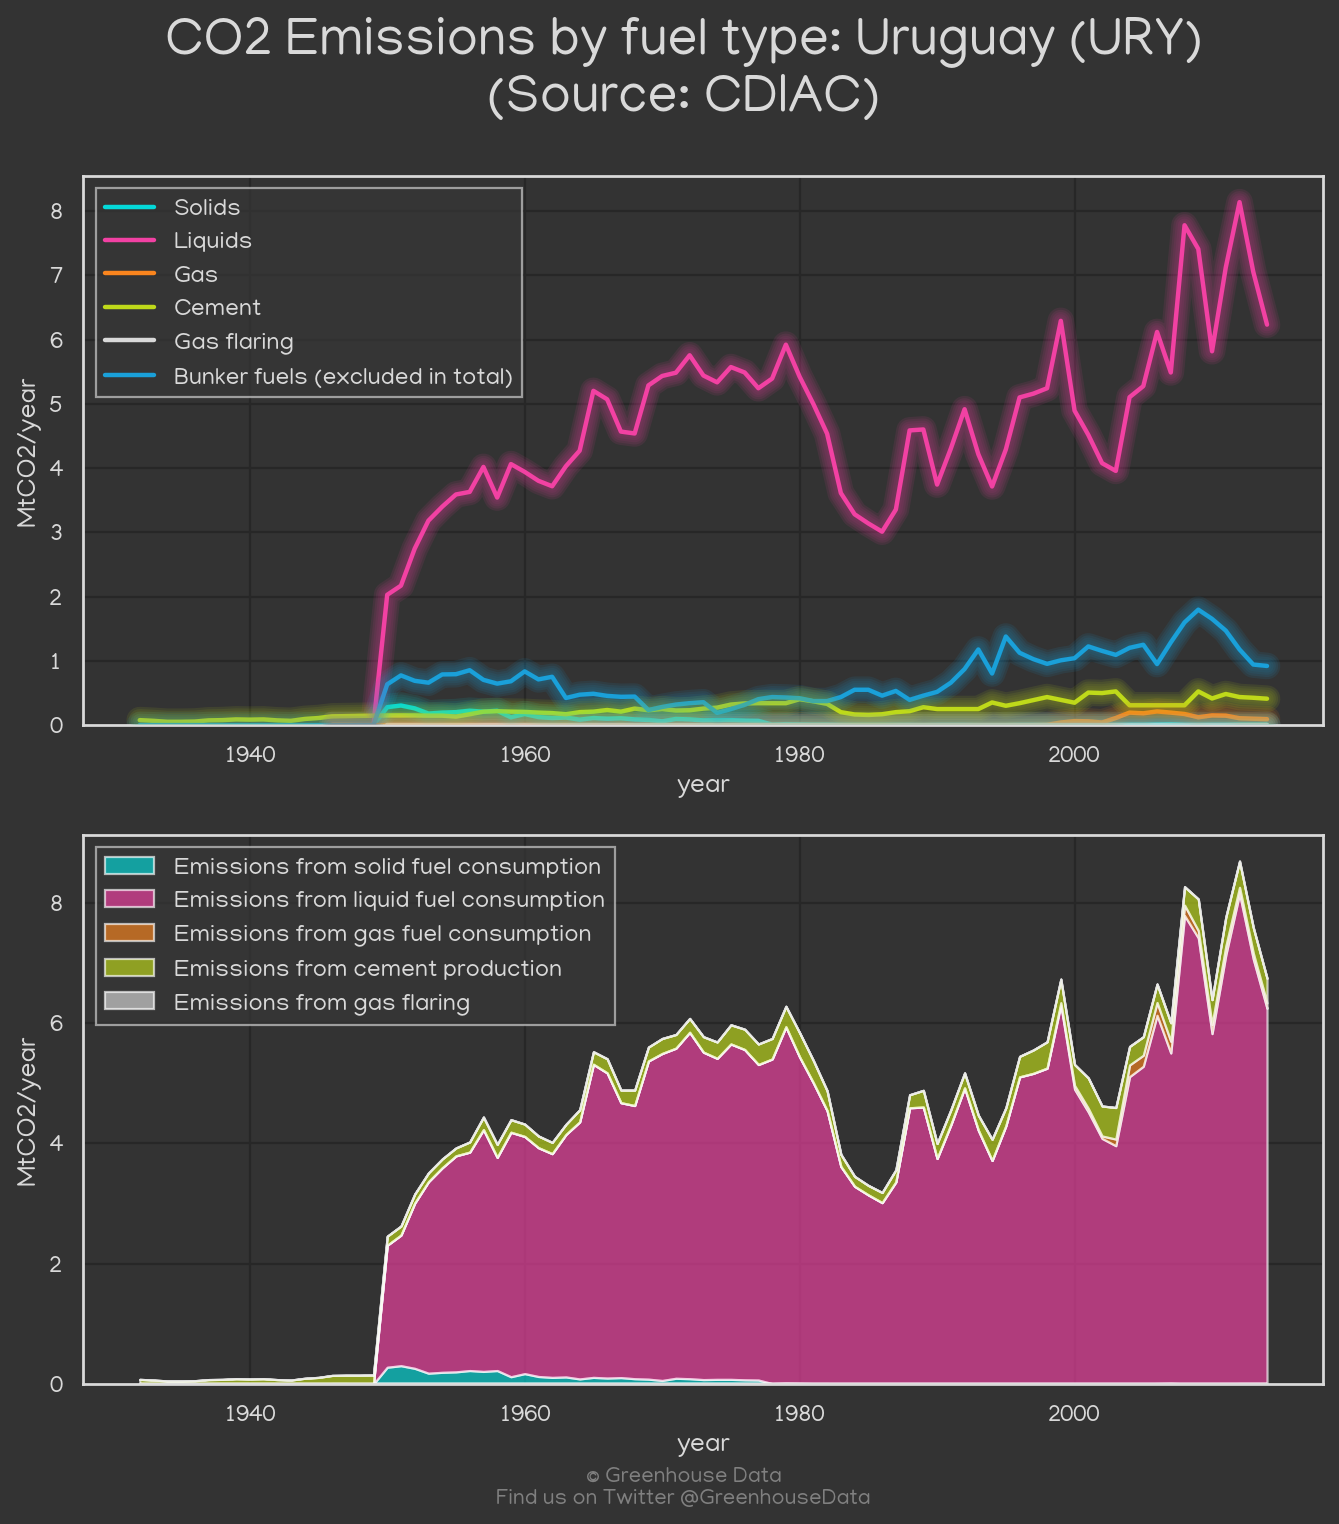 CO2 Emissions by fuel type: Uruguay (URY)
(Source: CDIAC)
Solids
Liquids
Gas
Cement
Gas flaring
Bunker fuels (excluded in total)
MtCO2/year
8
7
6
5
4
3
2
1
0
1940 1960 1980 2000
year
Emissions from solid fuel consumption
Emissions from liquid fuel consumption
Emissions from gas fuel consumption
Emissions from cement production
Emissions from gas flaring
MtCO2/year
8
6
4
2
0
1940 1960 1980 2000
year
© Greenhouse Data
Find us on Twitter @GreenhouseData